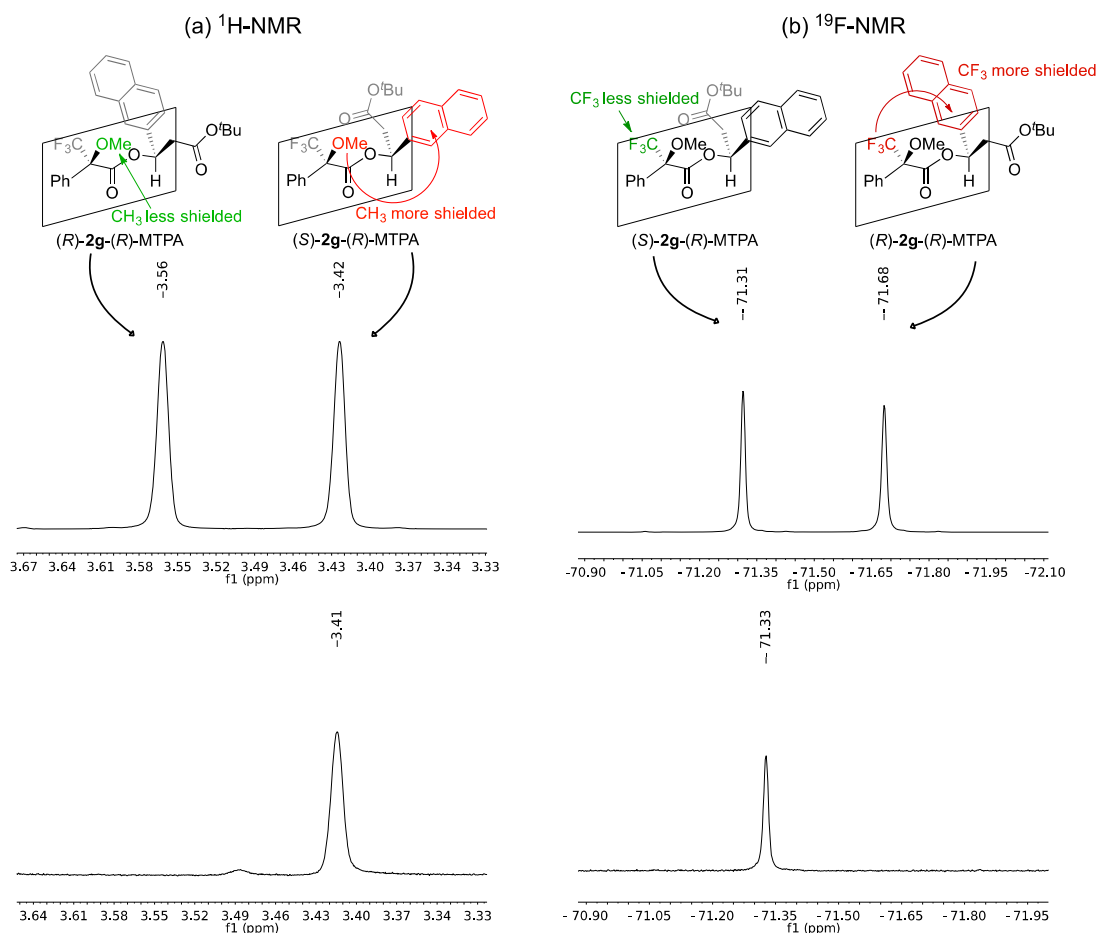 (a) ¹H-NMR
(b) ¹⁹F-NMR
OᵗBu
O
F₃C
OMe
O
Ph
O
H
CH₃ less shielded
(R)-2g-(R)-MTPA
OᵗBu
O
F₃C
OMe
O
Ph
O
H
CH₃ more shielded
(S)-2g-(R)-MTPA
CF₃ less shielded
OᵗBu
O
F₃C
OMe
O
Ph
O
H
(S)-2g-(R)-MTPA
CF₃ more shielded
F₃C
OMe
O
OᵗBu
O
Ph
O
H
(R)-2g-(R)-MTPA
−3.56
−3.42
−-71.31
−-71.68
3.67 3.64 3.61 3.58 3.55 3.52 3.49 3.46 3.43 3.40 3.37 3.34 3.33
f1 (ppm)
-70.90 -71.05 -71.20 -71.35 -71.50 -71.65 -71.80 -71.95 -72.10
f1 (ppm)
−3.41
−-71.33
3.64 3.61 3.58 3.55 3.52 3.49 3.46 3.43 3.40 3.37 3.34 3.33
f1 (ppm)
-70.90 -71.05 -71.20 -71.35 -71.50 -71.65 -71.80 -71.95
f1 (ppm)